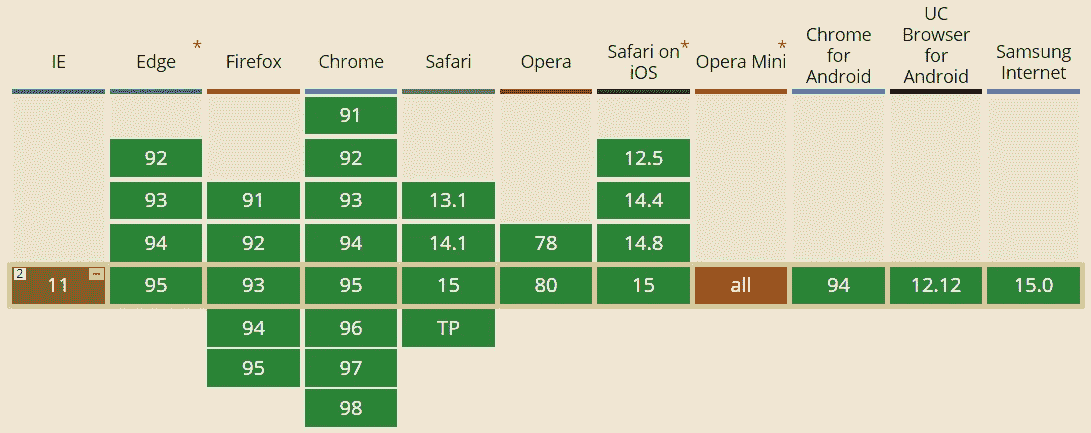 IE Edge * Firefox Chrome Safari Opera Safari on iOS * Opera Mini * Chrome for Android UC Browser for Android Samsung Internet
91
92 92 12.5
93 91 93 13.1 14.4
94 92 94 14.1 78 14.8
2 11 ... 95 93 95 15 80 15 all 94 12.12 15.0
94 96 TP
95 97
98